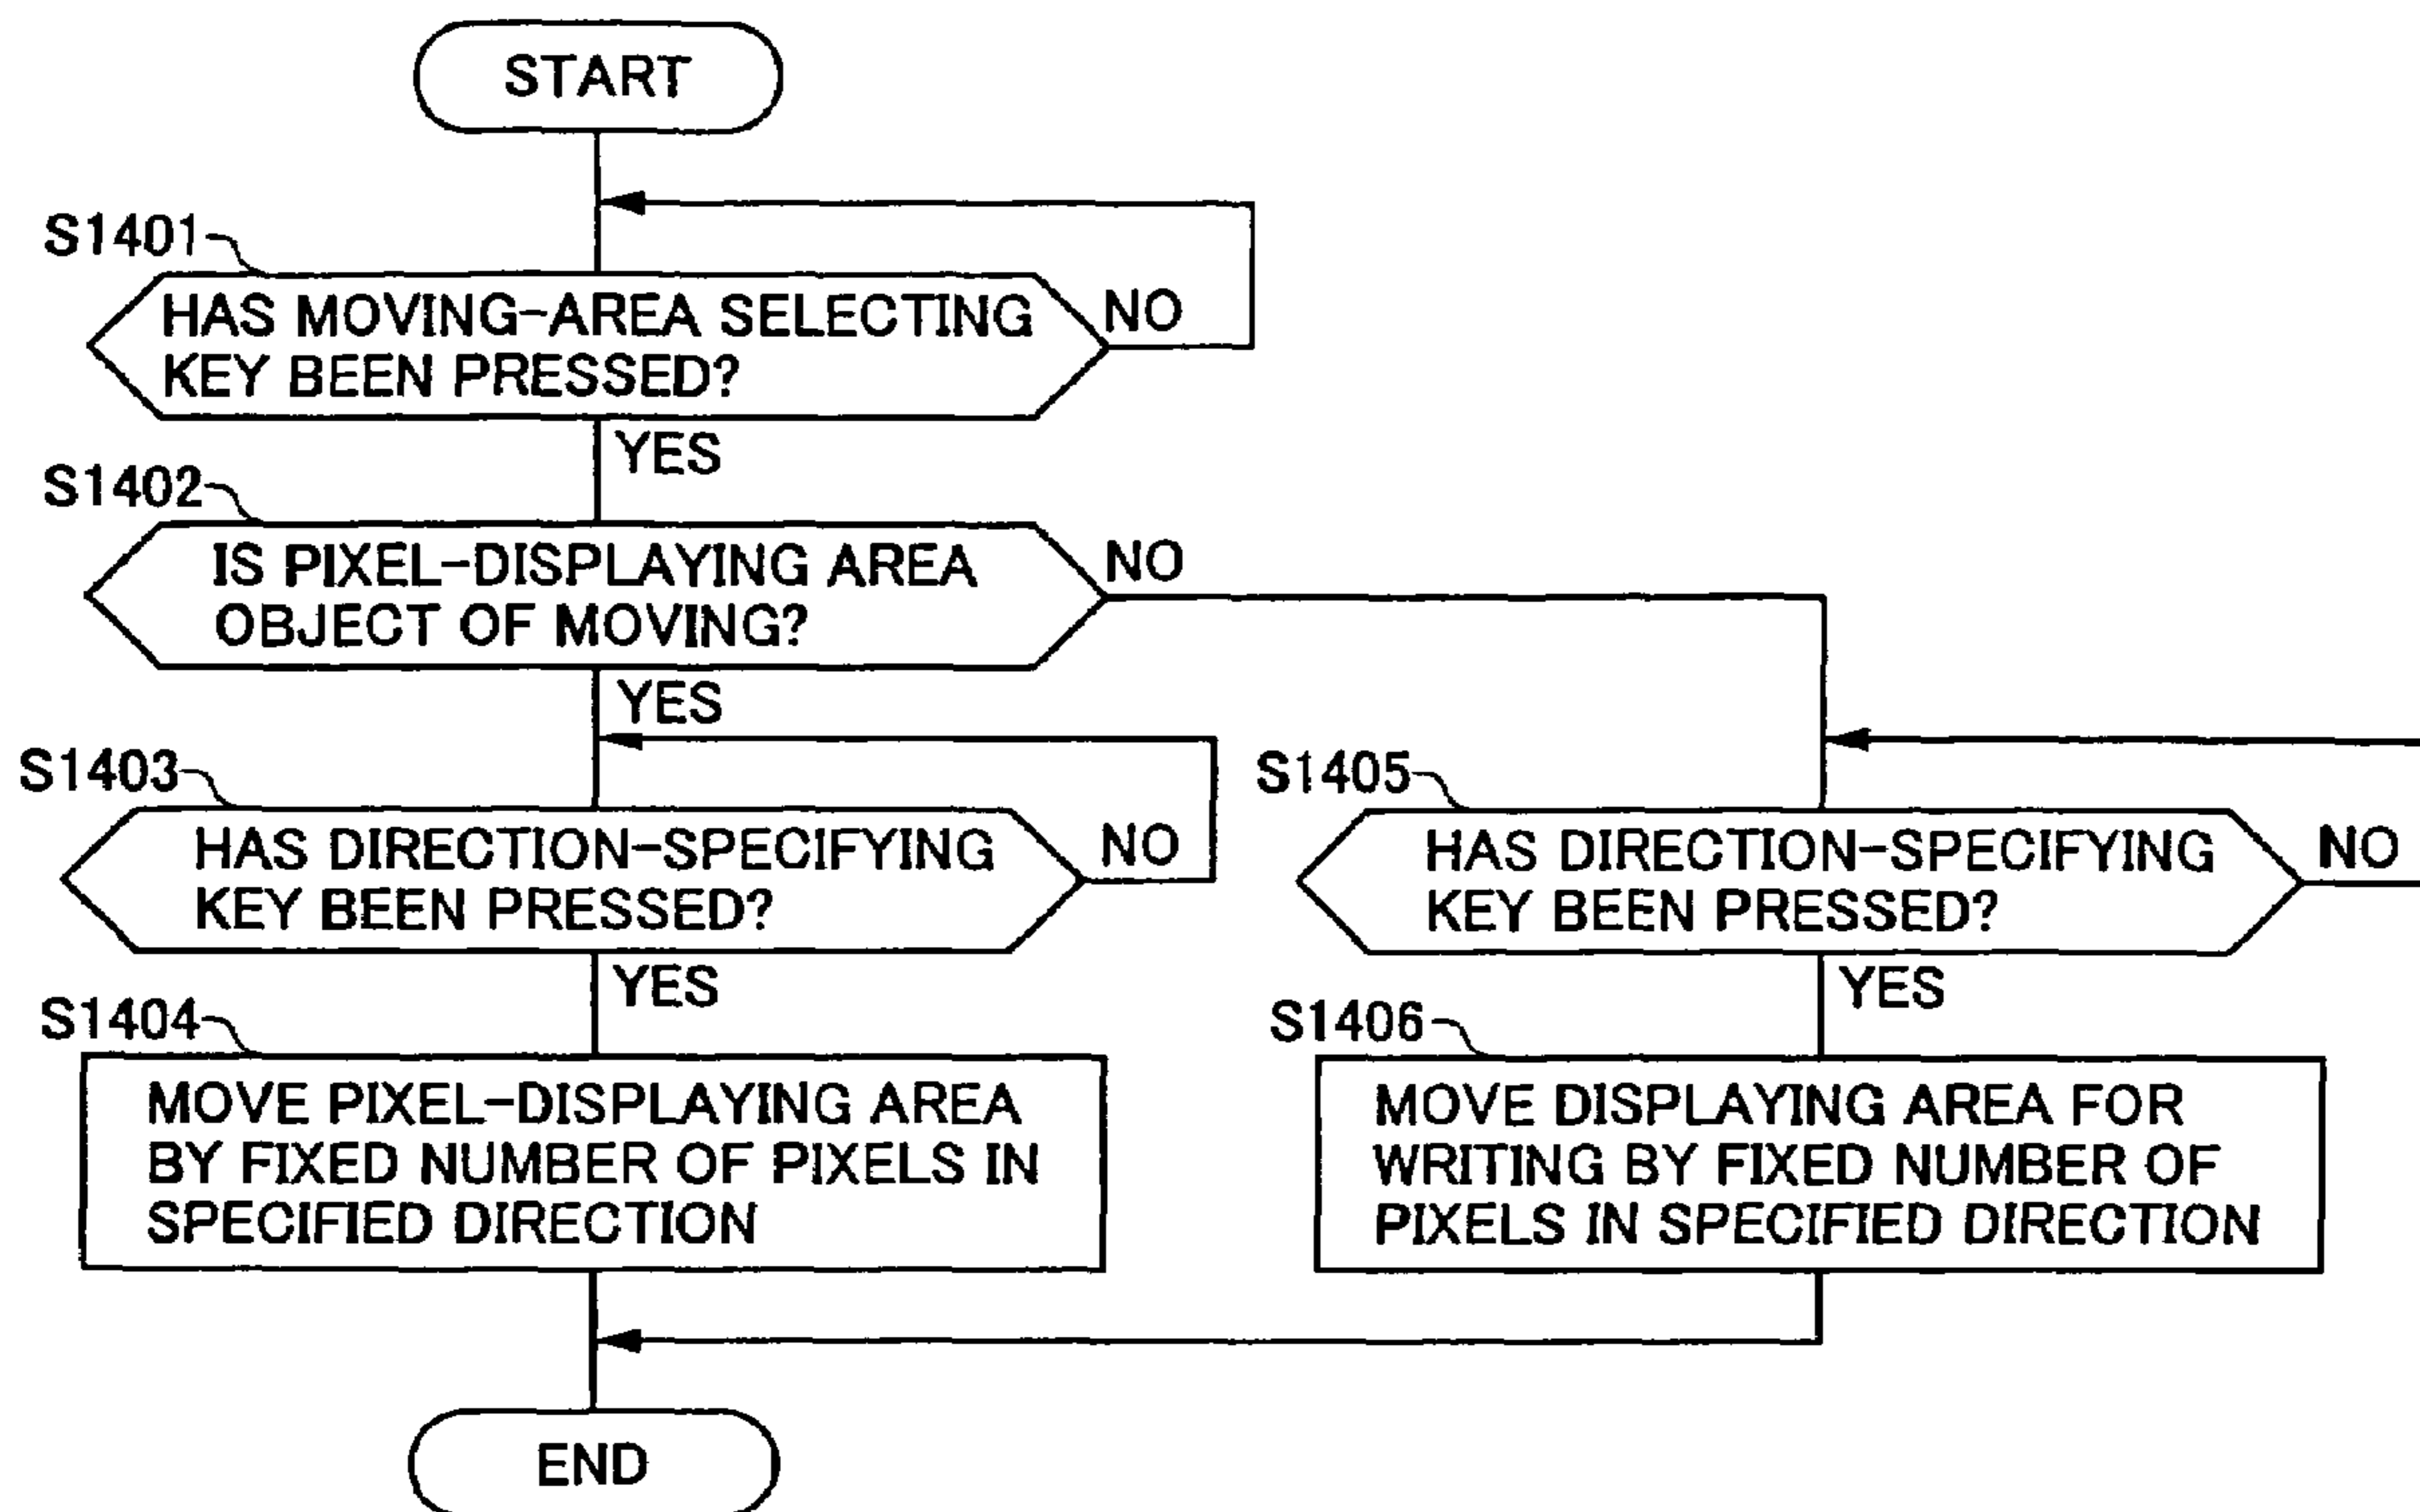 START
S1401
HAS MOVING-AREA SELECTING
KEY BEEN PRESSED?
NO
YES
S1402
IS PIXEL-DISPLAYING AREA
OBJECT OF MOVING?
NO
YES
S1403
HAS DIRECTION-SPECIFYING
KEY BEEN PRESSED?
NO
YES
S1405
HAS DIRECTION-SPECIFYING
KEY BEEN PRESSED?
NO
YES
S1404
MOVE PIXEL-DISPLAYING AREA
BY FIXED NUMBER OF PIXELS IN
SPECIFIED DIRECTION
S1406
MOVE DISPLAYING AREA FOR
WRITING BY FIXED NUMBER OF
PIXELS IN SPECIFIED DIRECTION
END